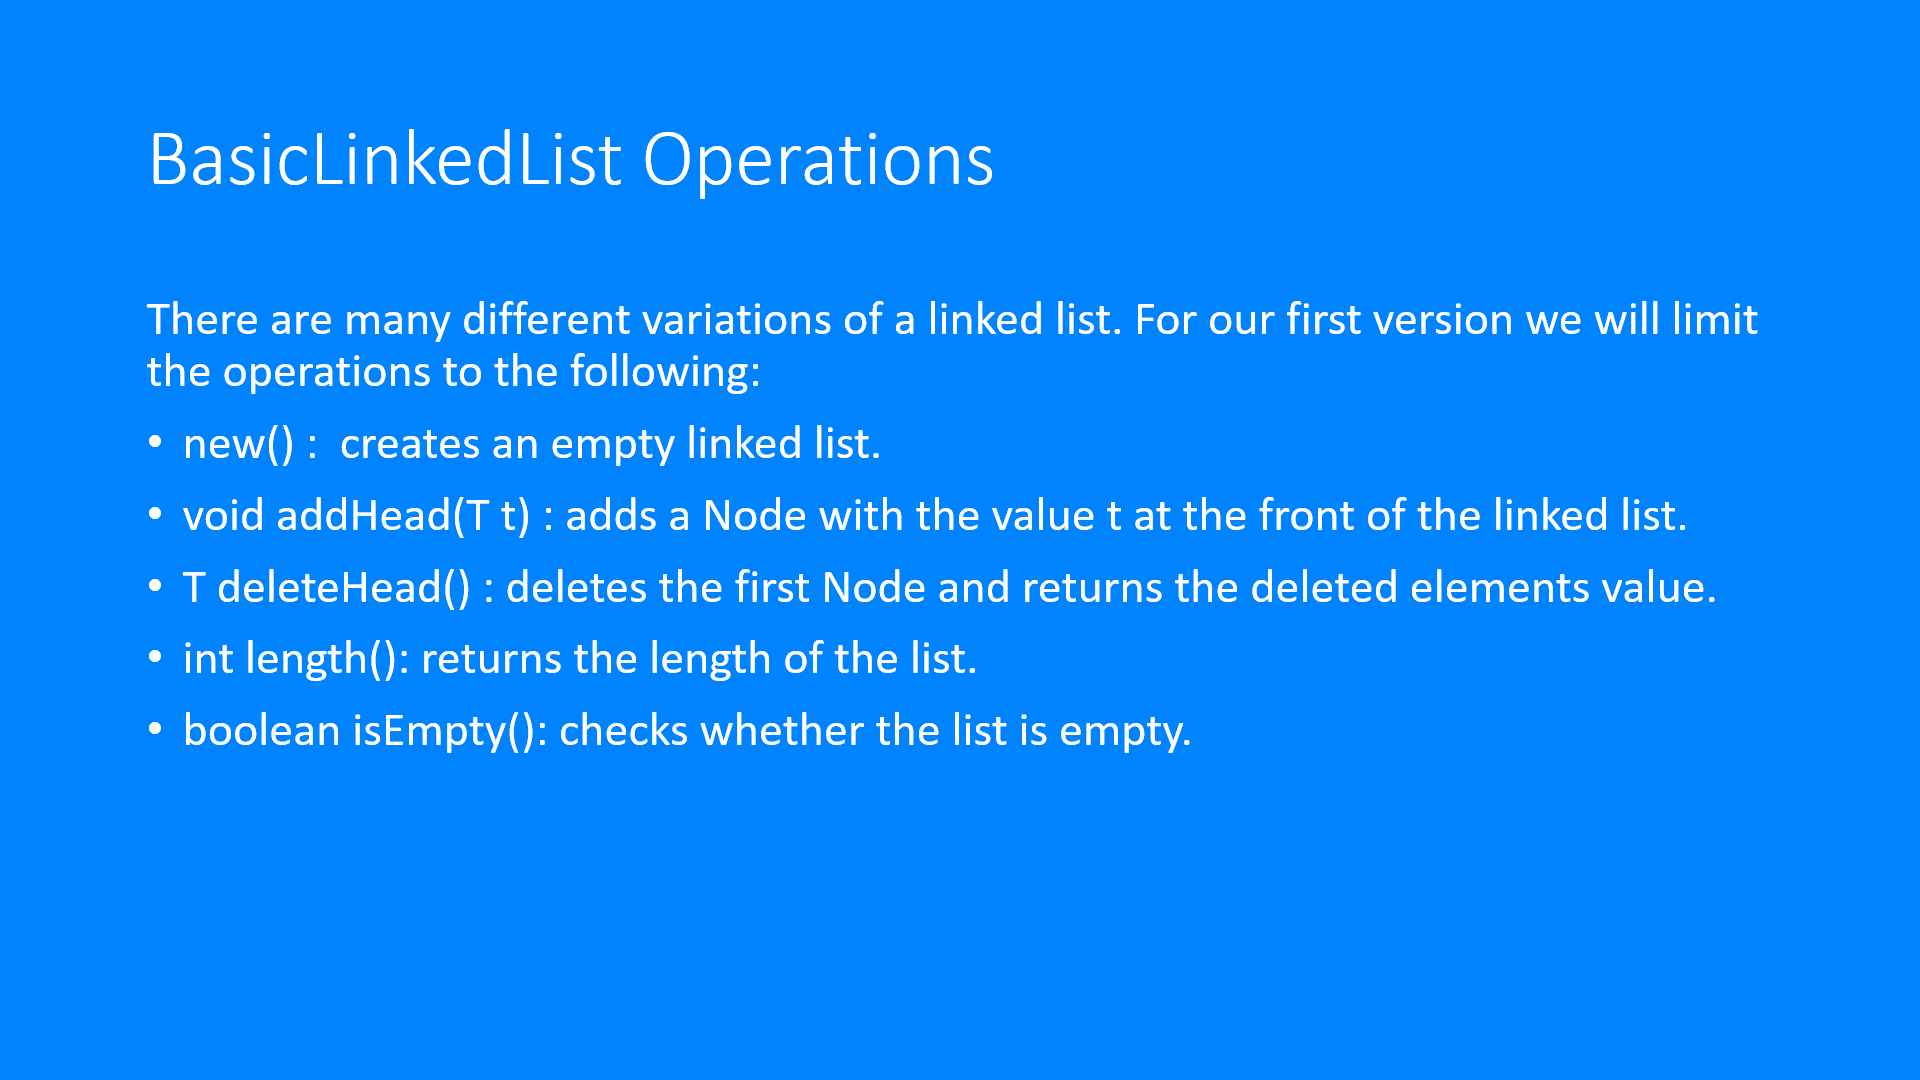 BasicLinkedList Operations
There are many different variations of a linked list. For our first version we will limit
the operations to the following:
• new() :  creates an empty linked list.
• void addHead(T t) : adds a Node with the value t at the front of the linked list.
• T deleteHead() : deletes the first Node and returns the deleted elements value.
• int length(): returns the length of the list.
• boolean isEmpty(): checks whether the list is empty.